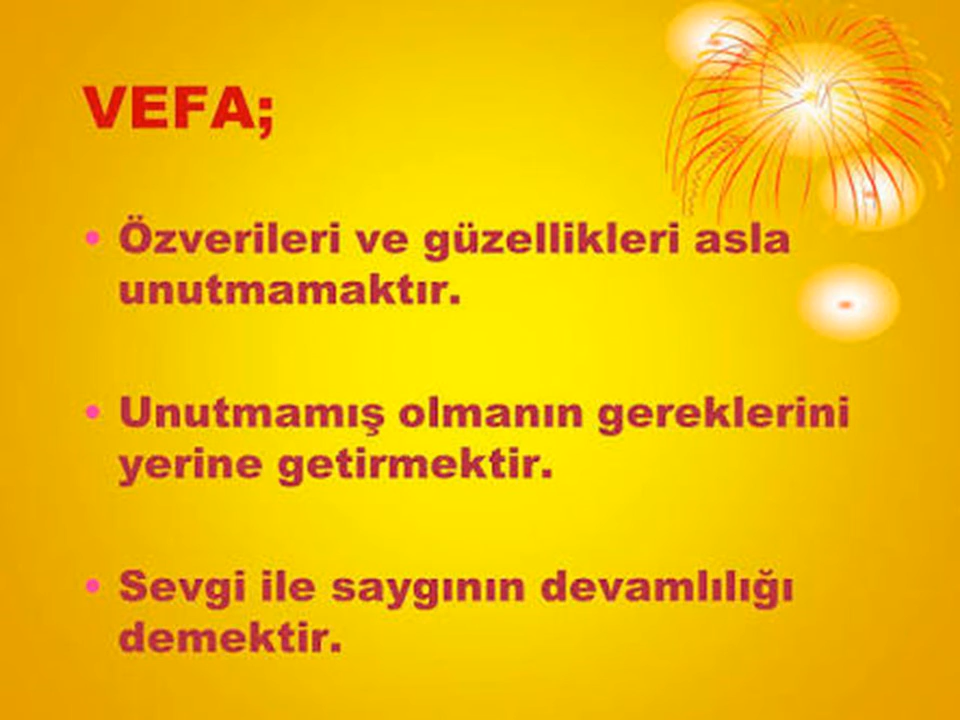 VEFA;
• Özverileri ve güzellikleri asla
unutmamaktır.
• Unutmamış olmanın gereklerini
yerine getirmektir.
• Sevgi ile saygının devamlılığı
demektir.